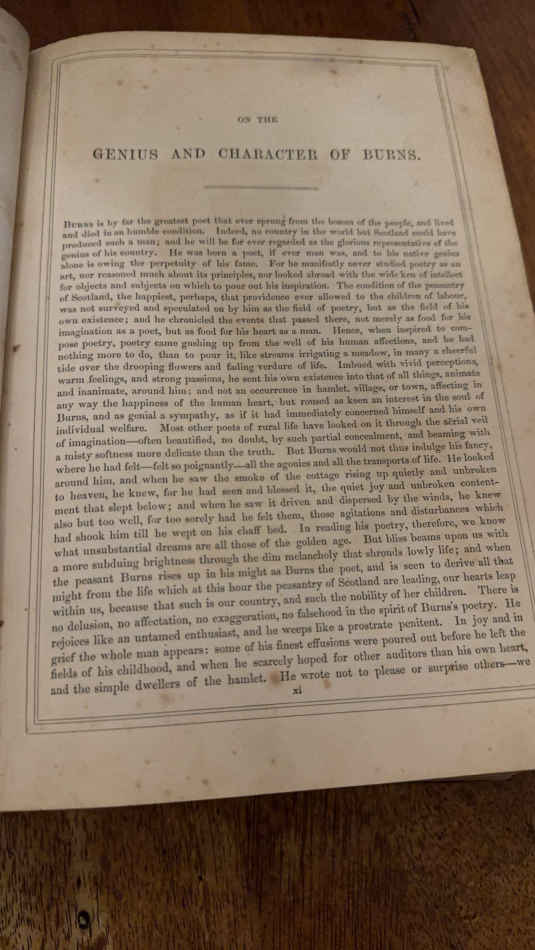 ON THE
GENIUS AND CHARACTER OF BURNS.
Burns is by far the greatest poet that ever sprung from the bosom of the people, and lived
and died in an humble condition. Indeed, no country in the world but Scotland could have
produced such a man; and he will be for ever regarded as the glorious representative of the
genius of his country. He was born a poet, if ever man was, and to his native genius
alone is owing the perpetuity of his fame. For he manifestly never studied poetry as an
art, nor reasoned much about its principles, nor looked abroad with the wide ken of intellect
for objects and subjects on which to pour out his inspiration. The condition of the peasantry
of Scotland, the happiest, perhaps, that providence ever allowed to the children of labour,
was not surveyed and speculated on by him as the field of poetry, but as the field of his
own existence; and he chronicled the events that passed there, not merely as food for his
imagination as a poet, but as food for his heart as a man. Hence, when inspired to com-
pose poetry, poetry came gushing up from the well of his human affections, and he had
nothing more to do, than to pour it, like streams irrigating a meadow, in many a cheerful
tide over the drooping flowers and fading verdure of life. Imbued with vivid perceptions,
warm feelings, and strong passions, he sent his own existence into that of all things, animate
and inanimate, around him; and not an occurrence in hamlet, village, or town, affecting in
any way the happiness of the human heart, but roused as keen an interest in the soul of
Burns, and as genial a sympathy, as if it had immediately concerned himself and his own
individual welfare. Most other poets of rural life have looked on it through the aërial veil
of imagination—often beautified, no doubt, by such partial concealment, and beaming with
a misty softness more delicate than the truth. But Burns would not thus indulge his fancy,
where he had felt—felt so poignantly—all the agonies and all the transports of life. He looked
around him, and when he saw the smoke of the cottage rising up quietly and unbroken
to heaven, he knew, for he had seen and blessed it, the quiet joy and unbroken content-
ment that slept below; and when he saw it driven and dispersed by the winds, he knew
also but too well, for too sorely had he felt them, those agitations and disturbances which
had shook him till he wept on his chaff bed. In reading his poetry, therefore, we know
what unsubstantial dreams are all those of the golden age. But bliss beams upon us with
a more subduing brightness through the dim melancholy that shrouds lowly life; and when
the peasant Burns rises up in his might as Burns the poet, and is seen to derive all that
might from the life which at this hour the peasantry of Scotland are leading, our hearts leap
within us, because that such is our country, and such the nobility of her children. There is
no delusion, no affectation, no exaggeration, no falsehood in the spirit of Burns's poetry. He
rejoices like an untamed enthusiast, and he weeps like a prostrate penitent. In joy and in
grief the whole man appears: some of his finest effusions were poured out before he left the
fields of his childhood, and when he scarcely hoped for other auditors than his own heart,
and the simple dwellers of the hamlet. He wrote not to please or surprise others—we
xi